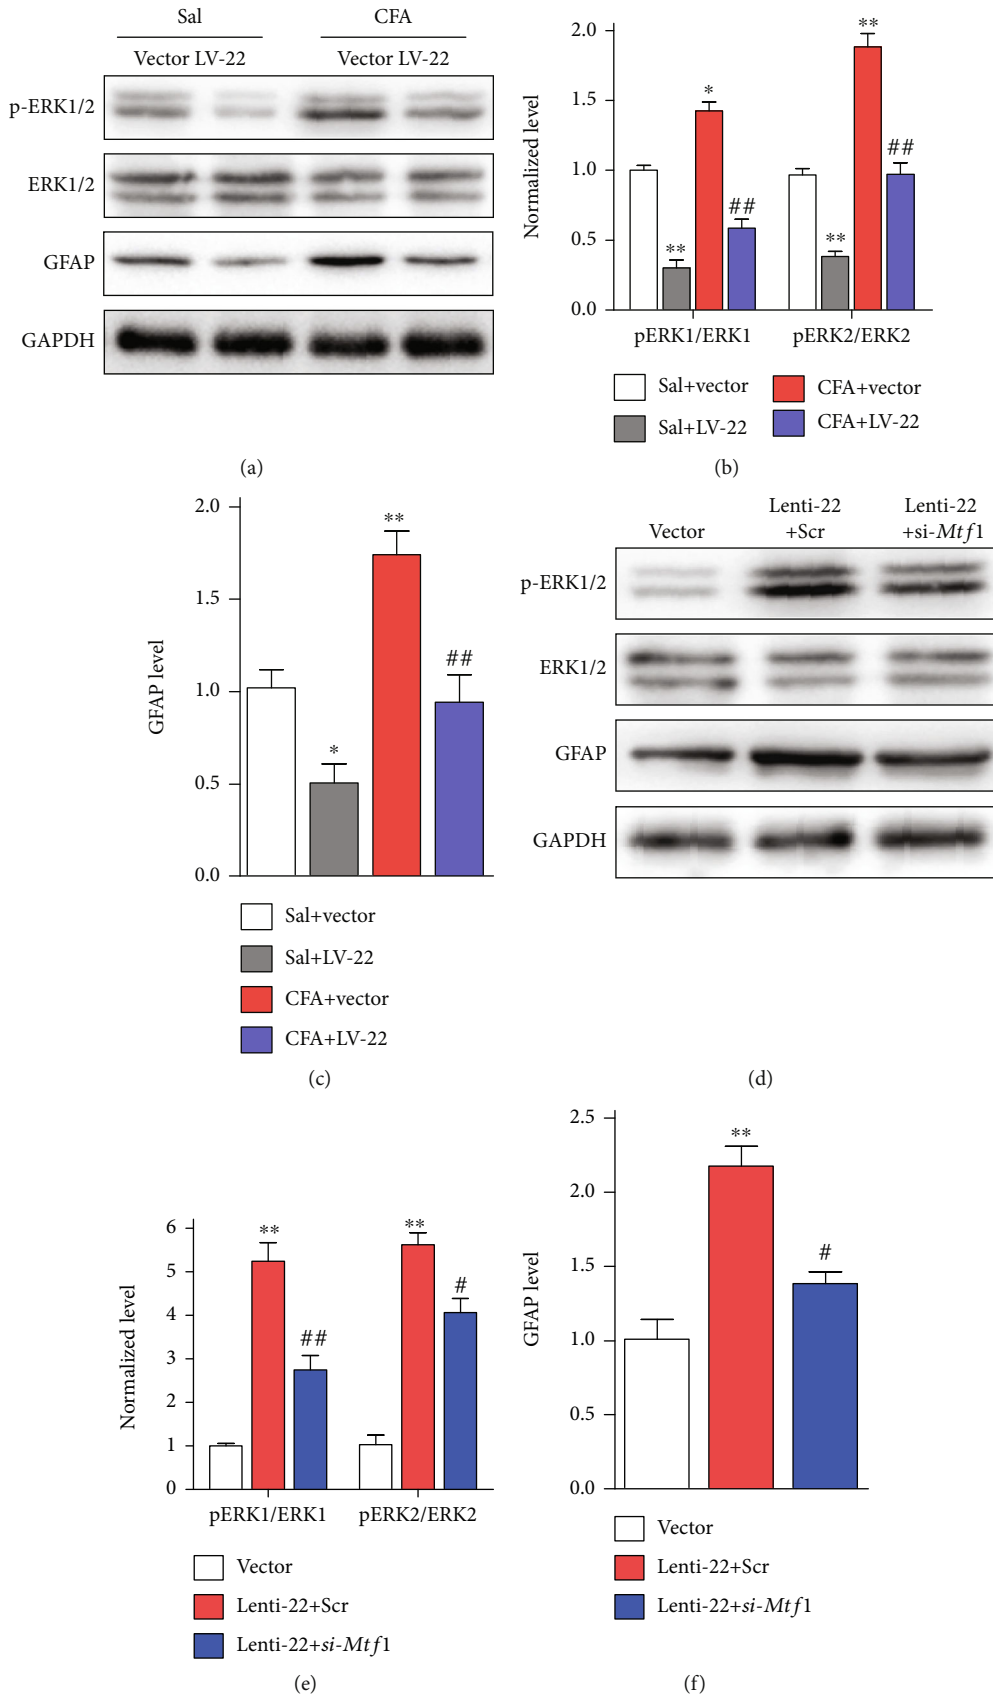 Sal CFA
Vector LV-22 Vector LV-22
p-ERK1/2
ERK1/2
GFAP
GAPDH
(a)
Normalized level
2.0
1.5
1.0
0.5
0.0
** * ## ** ** ##
pERK1/ERK1 pERK2/ERK2
Sal+vector CFA+vector
Sal+LV-22 CFA+LV-22
(b)
GFAP level
2.0
1.5
1.0
0.5
0.0
* ** ##
Sal+vector
Sal+LV-22
CFA+vector
CFA+LV-22
(c)
Lenti-22 Lenti-22
Vector +Scr +si-Mtf1
p-ERK1/2
ERK1/2
GFAP
GAPDH
(d)
Normalized level
6
5
4
3
2
1
0
** ## ** #
pERK1/ERK1 pERK2/ERK2
Vector
Lenti-22+Scr
Lenti-22+si-Mtf1
(e)
GFAP level
2.5
2.0
1.5
1.0
0.5
0.0
** #
Vector
Lenti-22+Scr
Lenti-22+si-Mtf1
(f)